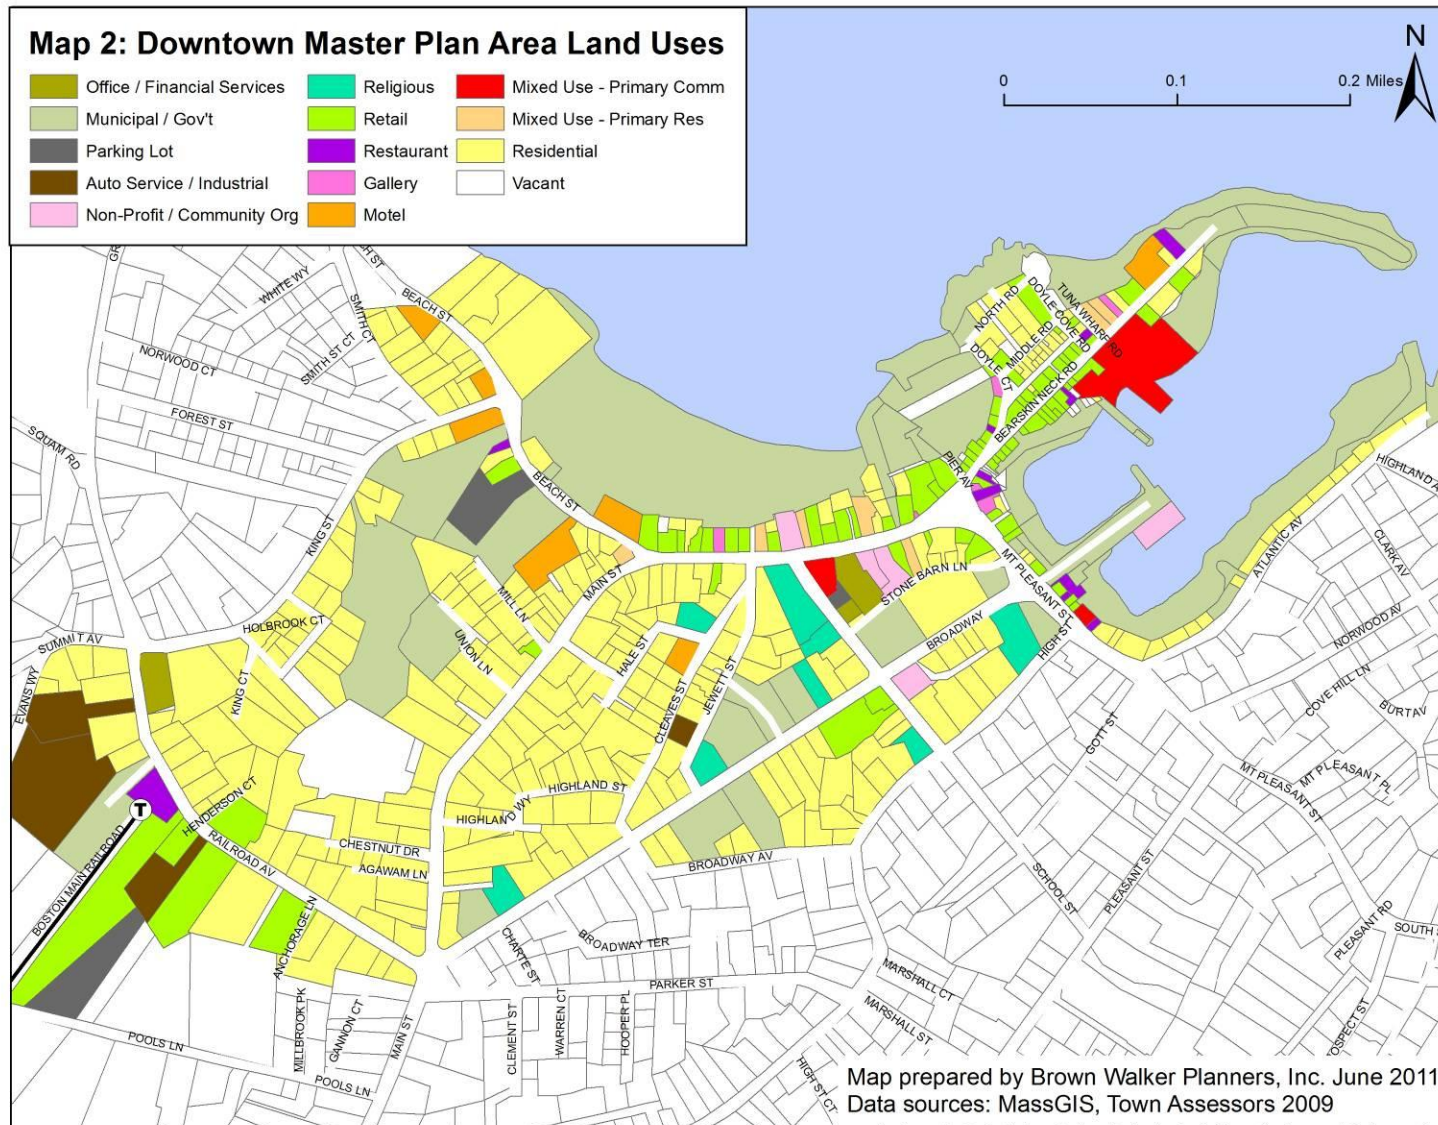 Map 2: Downtown Master Plan Area Land Uses
Office / Financial Services
Municipal / Gov't
Parking Lot
Auto Service / Industrial
Non-Profit / Community Org
Religious
Retail
Restaurant
Gallery
Motel
Mixed Use - Primary Comm
Mixed Use - Primary Res
Residential
Vacant
N
0 0.1 0.2 Miles
WHITE WY
SMITH CT
BEACH ST
NORWOOD CT
SMITH ST CT
FOREST ST
SQUAM RD
KING ST
BEACH ST
NORTH RD
DOYLE COVE RD
TUNA WHARF RD
MIDDLE RD
DOYLE CT
BEARSKIN NECK RD
PIER AV
HIGHLAND A
CLARK AV
ATLANTIC AV
NORWOOD AV
MAIN ST
MILL LN
UNION LN
STONE BARN LN
MT PLEASANT ST
BROADWAY
HIGH ST
HOLBROOK CT
SUMMIT AV
EVANS WY
KING CT
HALE ST
CLEAVES ST
JEWETT ST
COVE HILL LN
BURT AV
GOTT ST
MT PLEASANT PL
MT PLEASANT ST
HIGHLAND ST
HIGHLAND WY
T
HENDERSON CT
RAILROAD AV
BOSTON MAIN RAILROAD
CHESTNUT DR
AGAWAM LN
BROADWAY AV
SCHOOL ST
PLEASANT ST
PLEASANT RD
SOUTH S
ANCHORAGE LN
CHARTE ST
BROADWAY TER
PARKER ST
MARSHALL CT
MARSHALL ST
OSPECT ST
POOLS LN
MILLBROOK PK
GANNON CT
MAIN ST
CLEMENT ST
WARREN CT
HOOPER PL
HIGH ST CT
POOLS LN
Map prepared by Brown Walker Planners, Inc. June 2011
Data sources: MassGIS, Town Assessors 2009